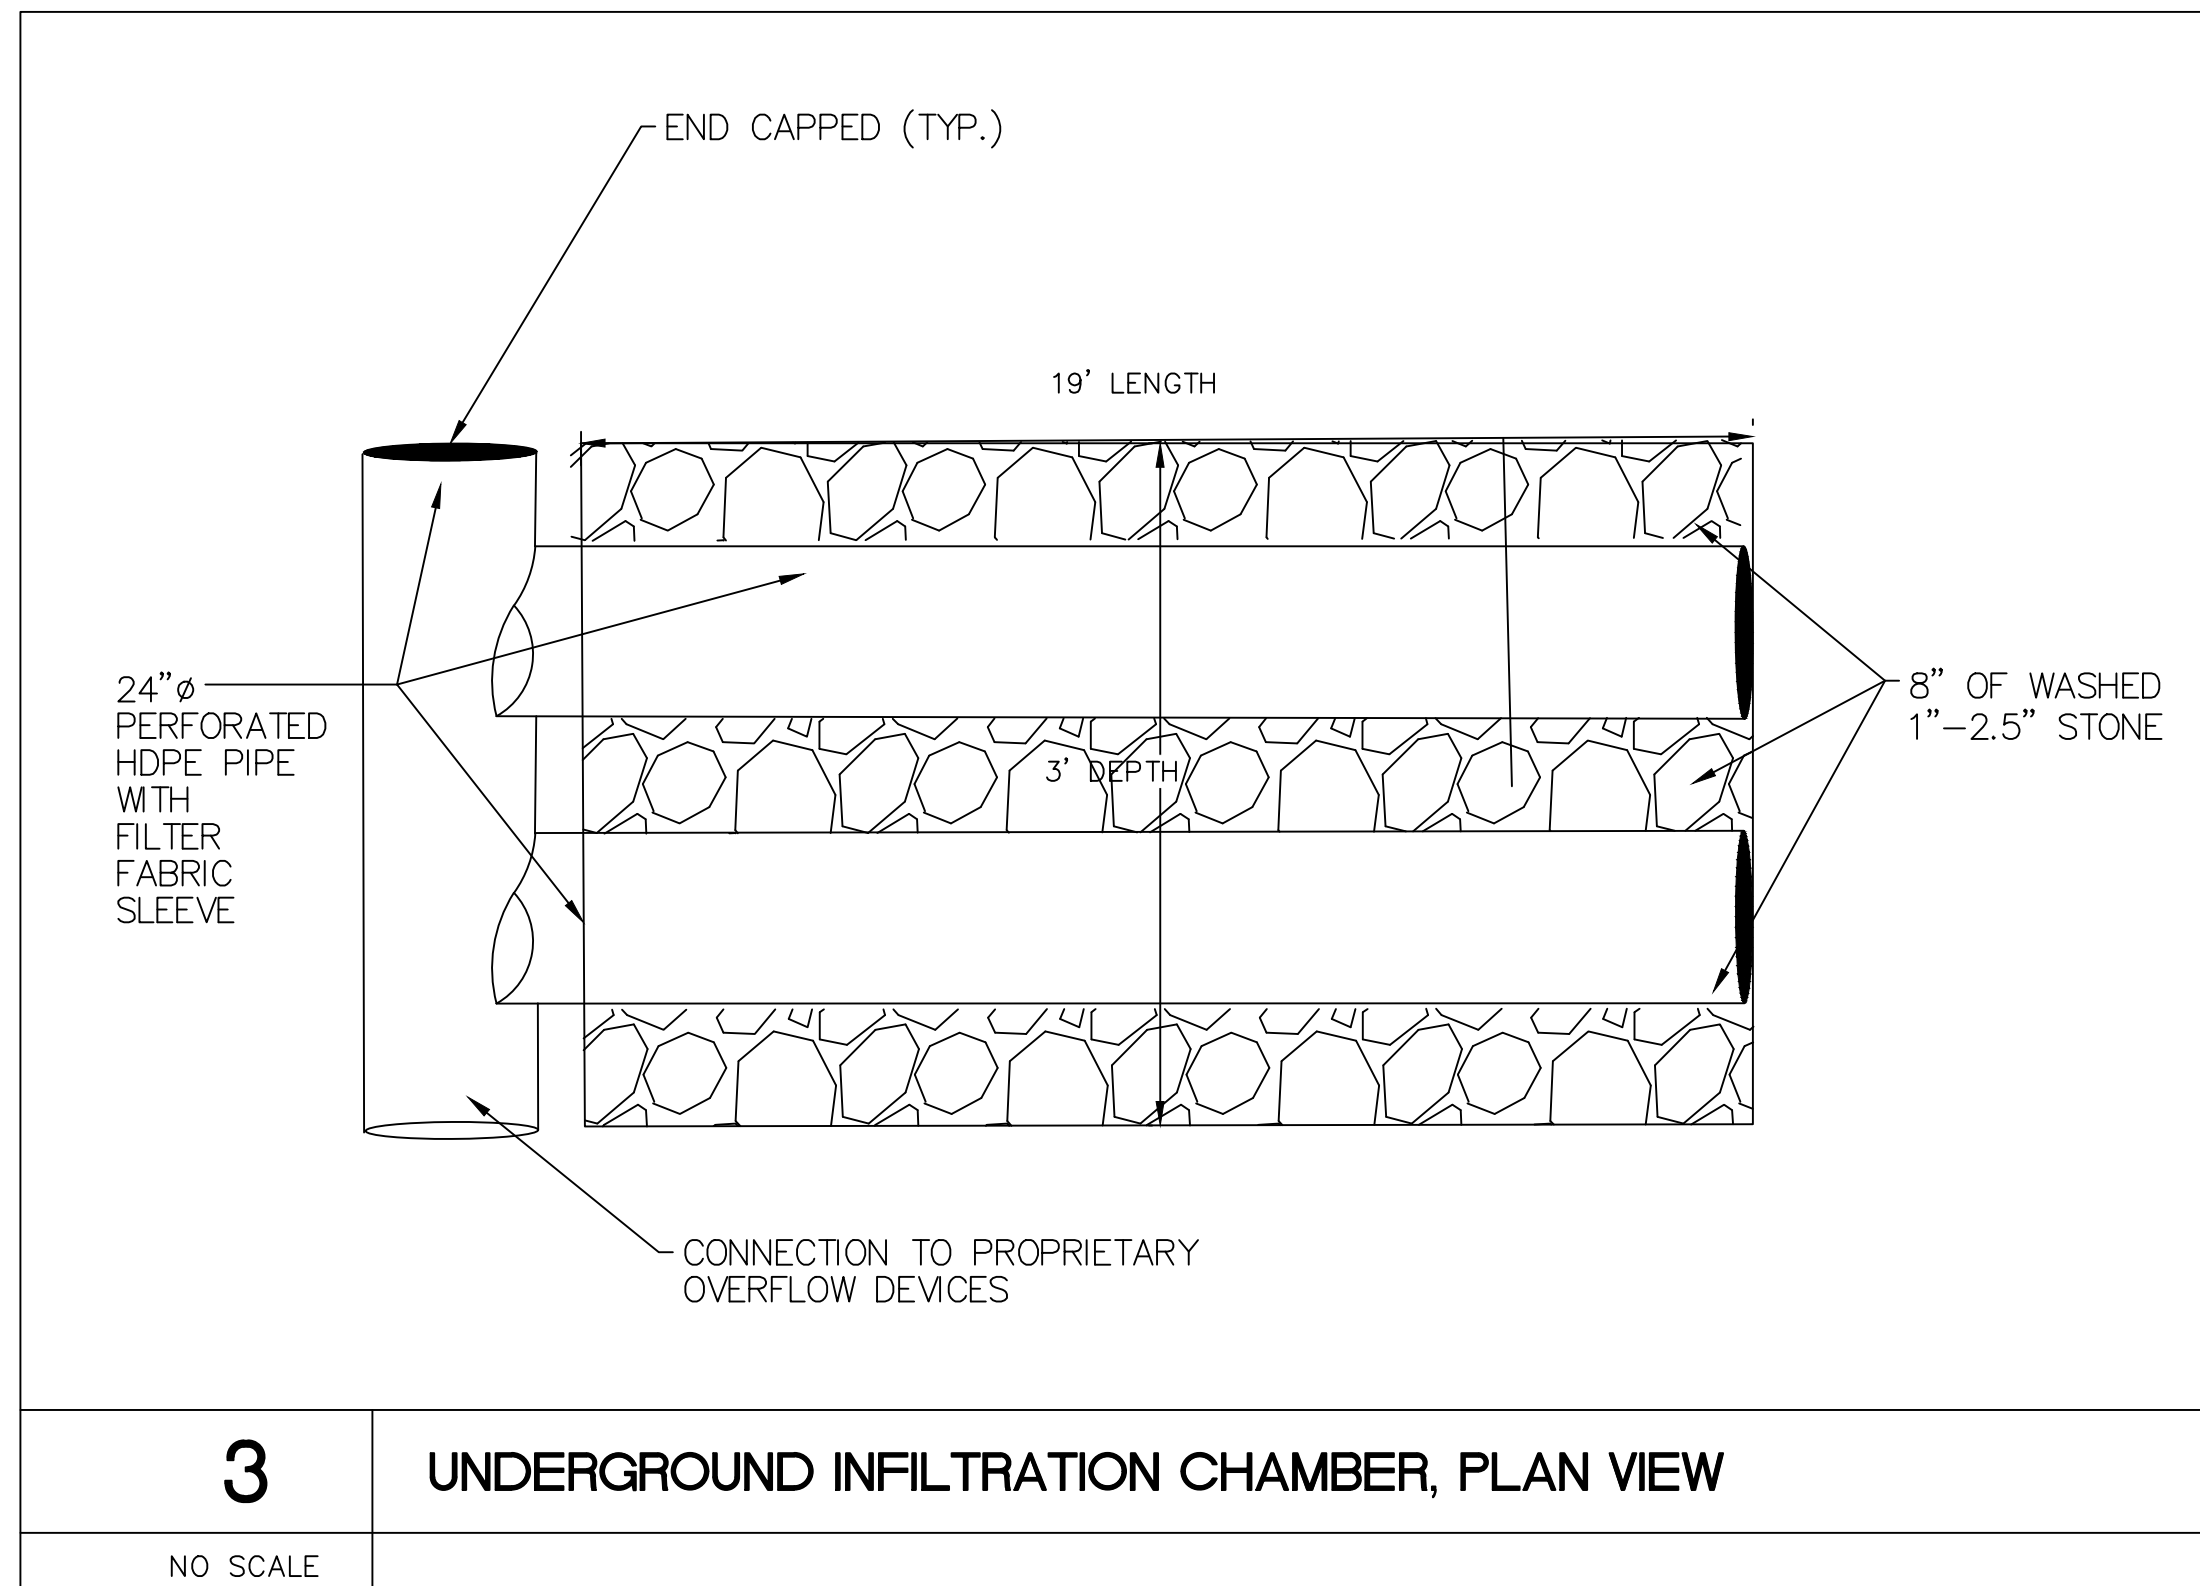 END CAPPED (TYP.)
19’ LENGTH
24”ø
PERFORATED
HDPE PIPE
WITH
FILTER
FABRIC
SLEEVE
8” OF WASHED
1”–2.5” STONE
3’ DEPTH
CONNECTION TO PROPRIETARY
OVERFLOW DEVICES
3
UNDERGROUND INFILTRATION CHAMBER, PLAN VIEW
NO SCALE